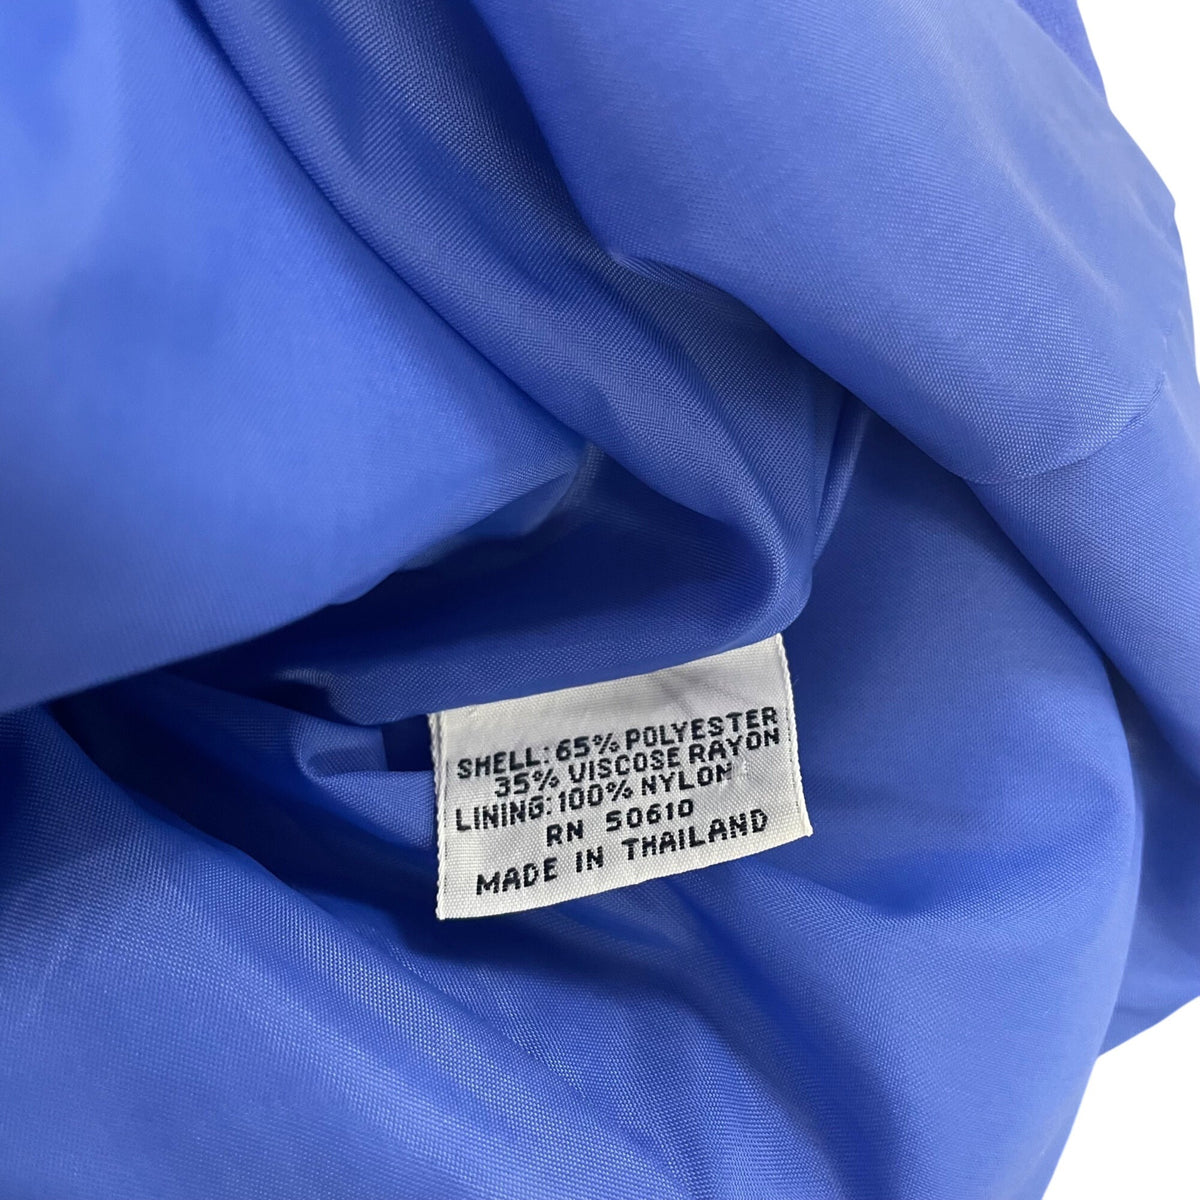 SHELL: 65% POLYESTER
35% VISCOSE RAYON
LINING: 100% NYLON
RN 50610
MADE IN THAILAND